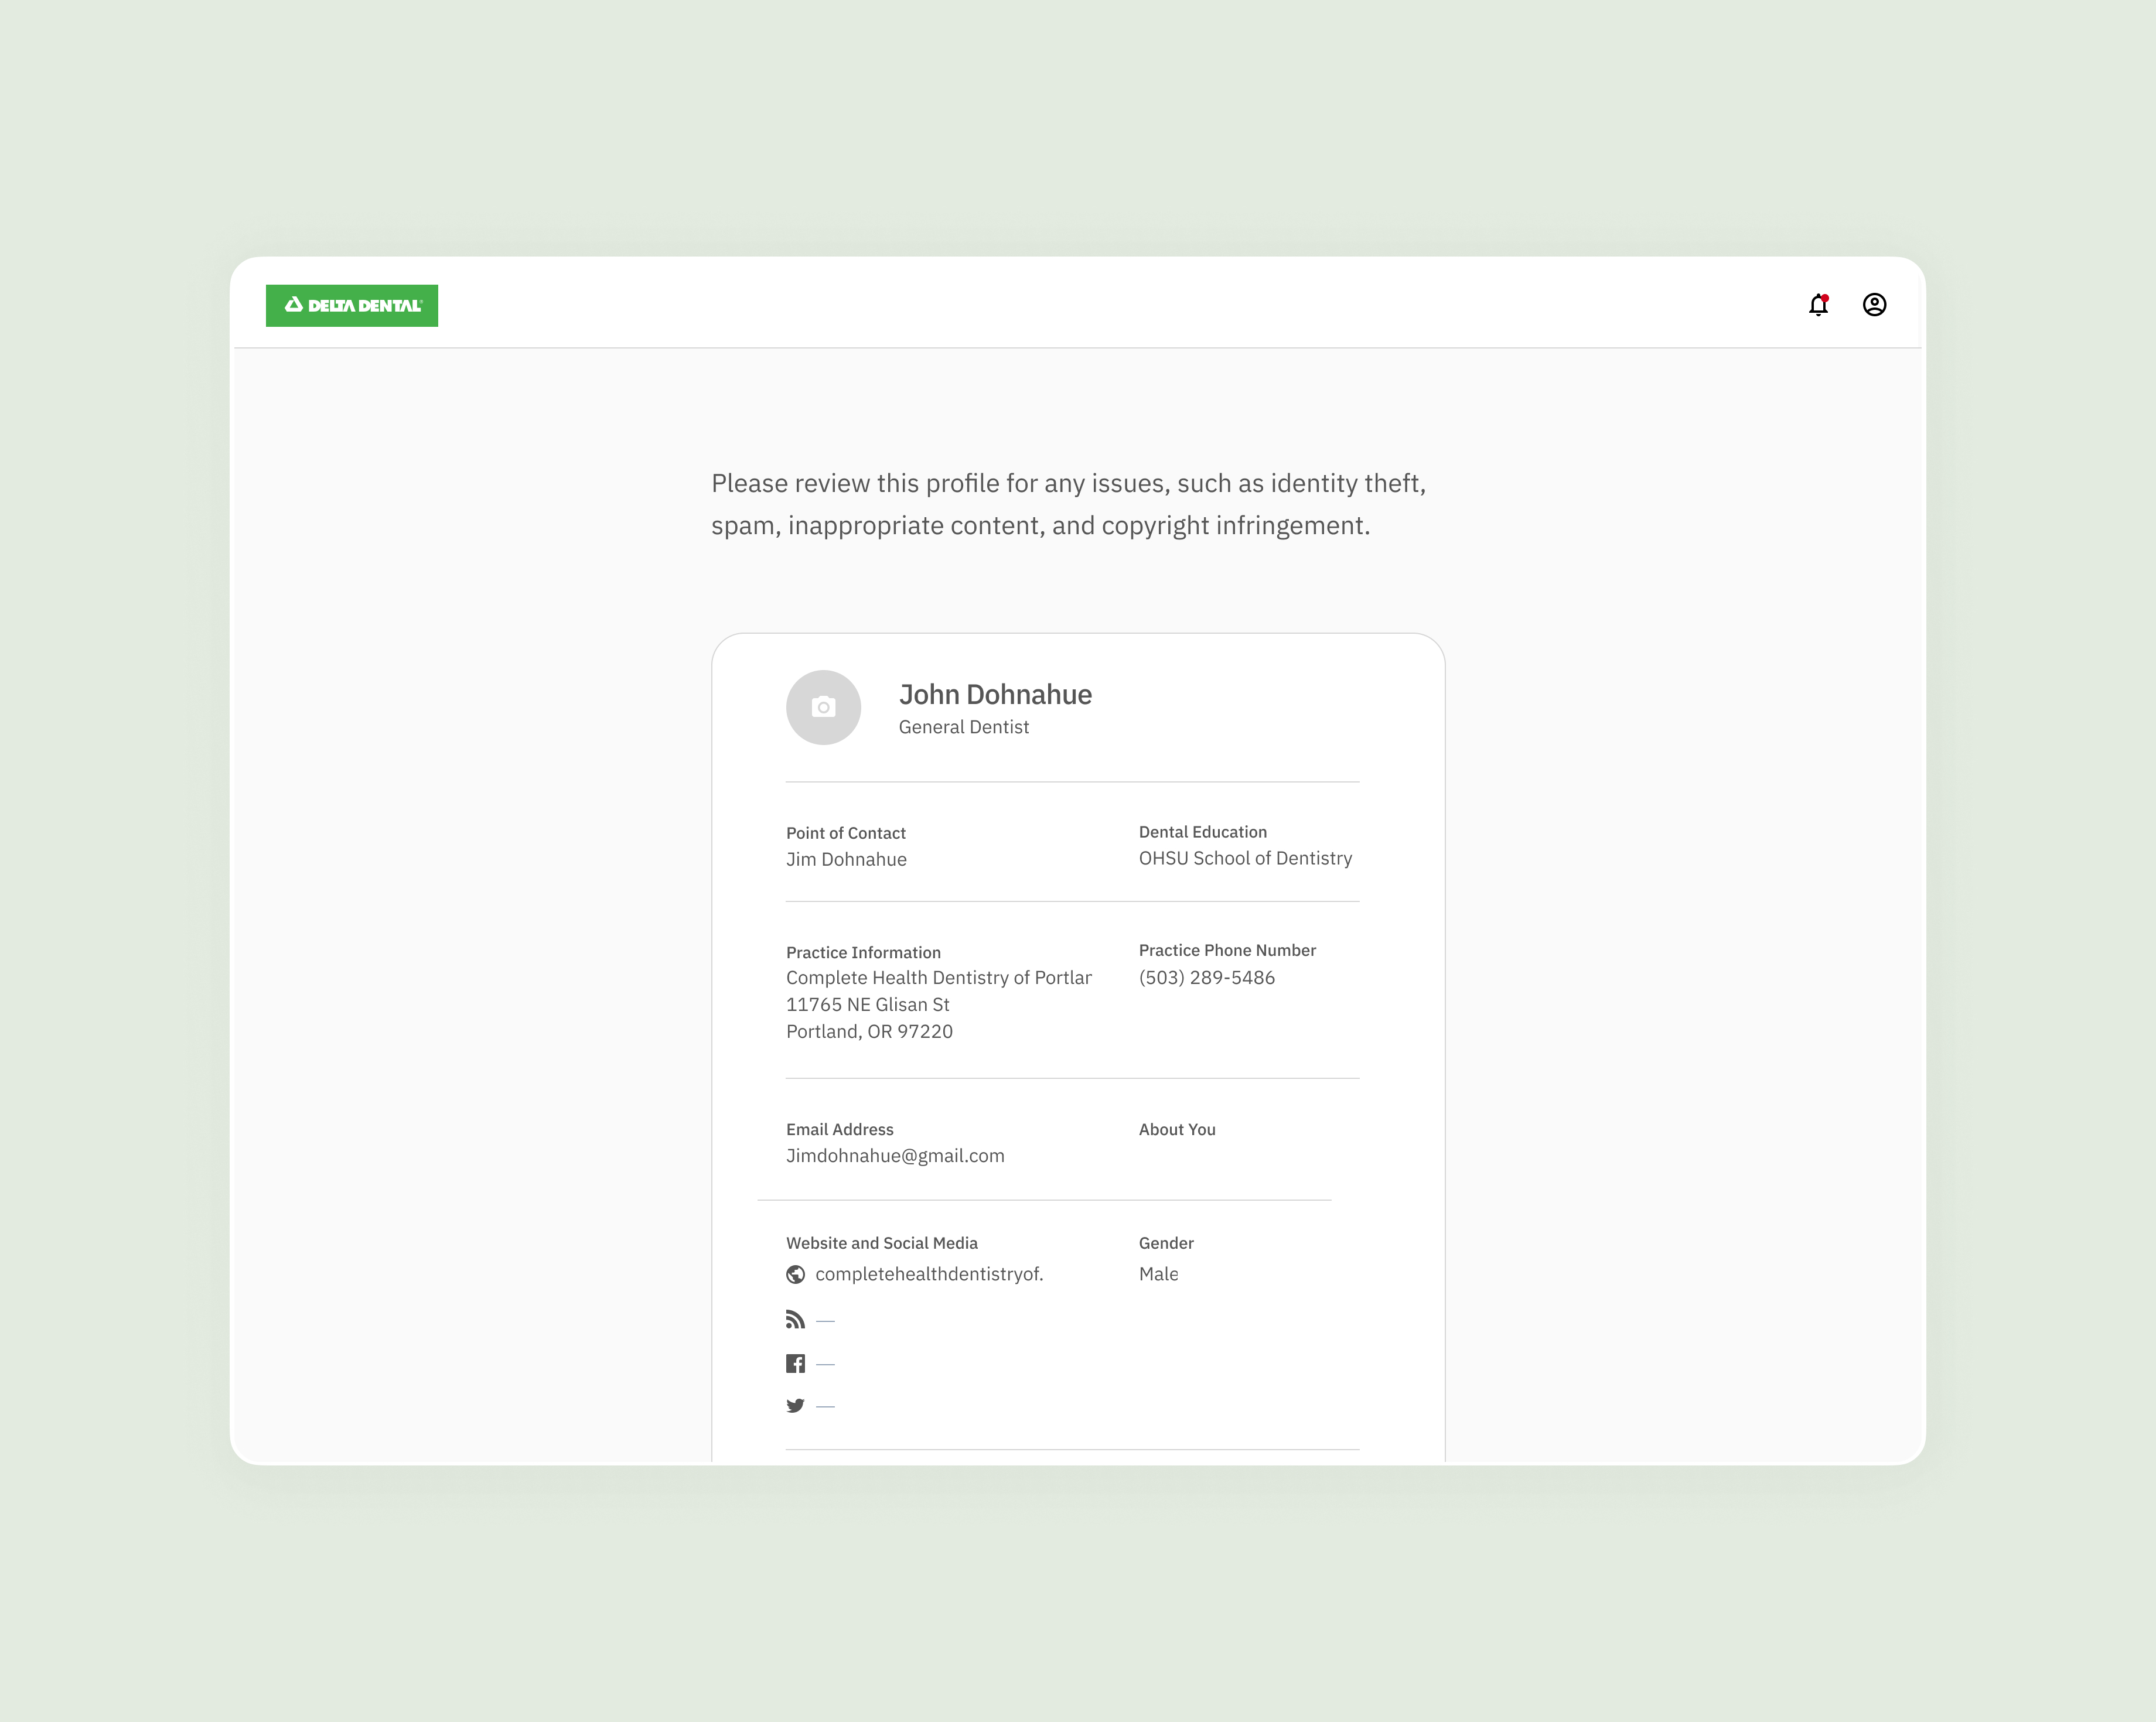 DELTA DENTAL
Please review this profile for any issues, such as identity theft,
spam, inappropriate content, and copyright infringement.
John Dohnahue
General Dentist
Point of Contact
Jim Dohnahue
Dental Education
OHSU School of Dentistry
Practice Information
Complete Health Dentistry of Portlar
11765 NE Glisan St
Portland, OR 97220
Practice Phone Number
(503) 289-5486
Email Address
Jimdohnahue@gmail.com
About You
Website and Social Media
completehealthdentistryof.
—
—
—
Gender
Male